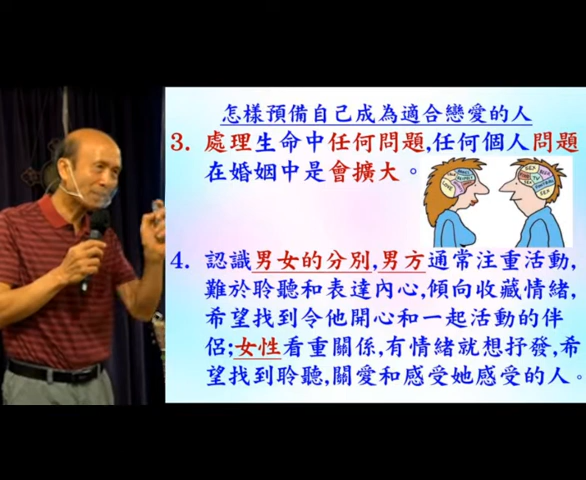 怎樣預備自己成為適合戀愛的人
3. 處理生命中任何問題,任何個人問題
在婚姻中是會擴大。
4. 認識男女的分別,男方通常注重活動,
難於聆聽和表達內心,傾向收藏情緒,
希望找到令他開心和一起活動的伴
侶;女性看重關係,有情緒就想抒發,希
望找到聆聽,關愛和感受她感受的人。